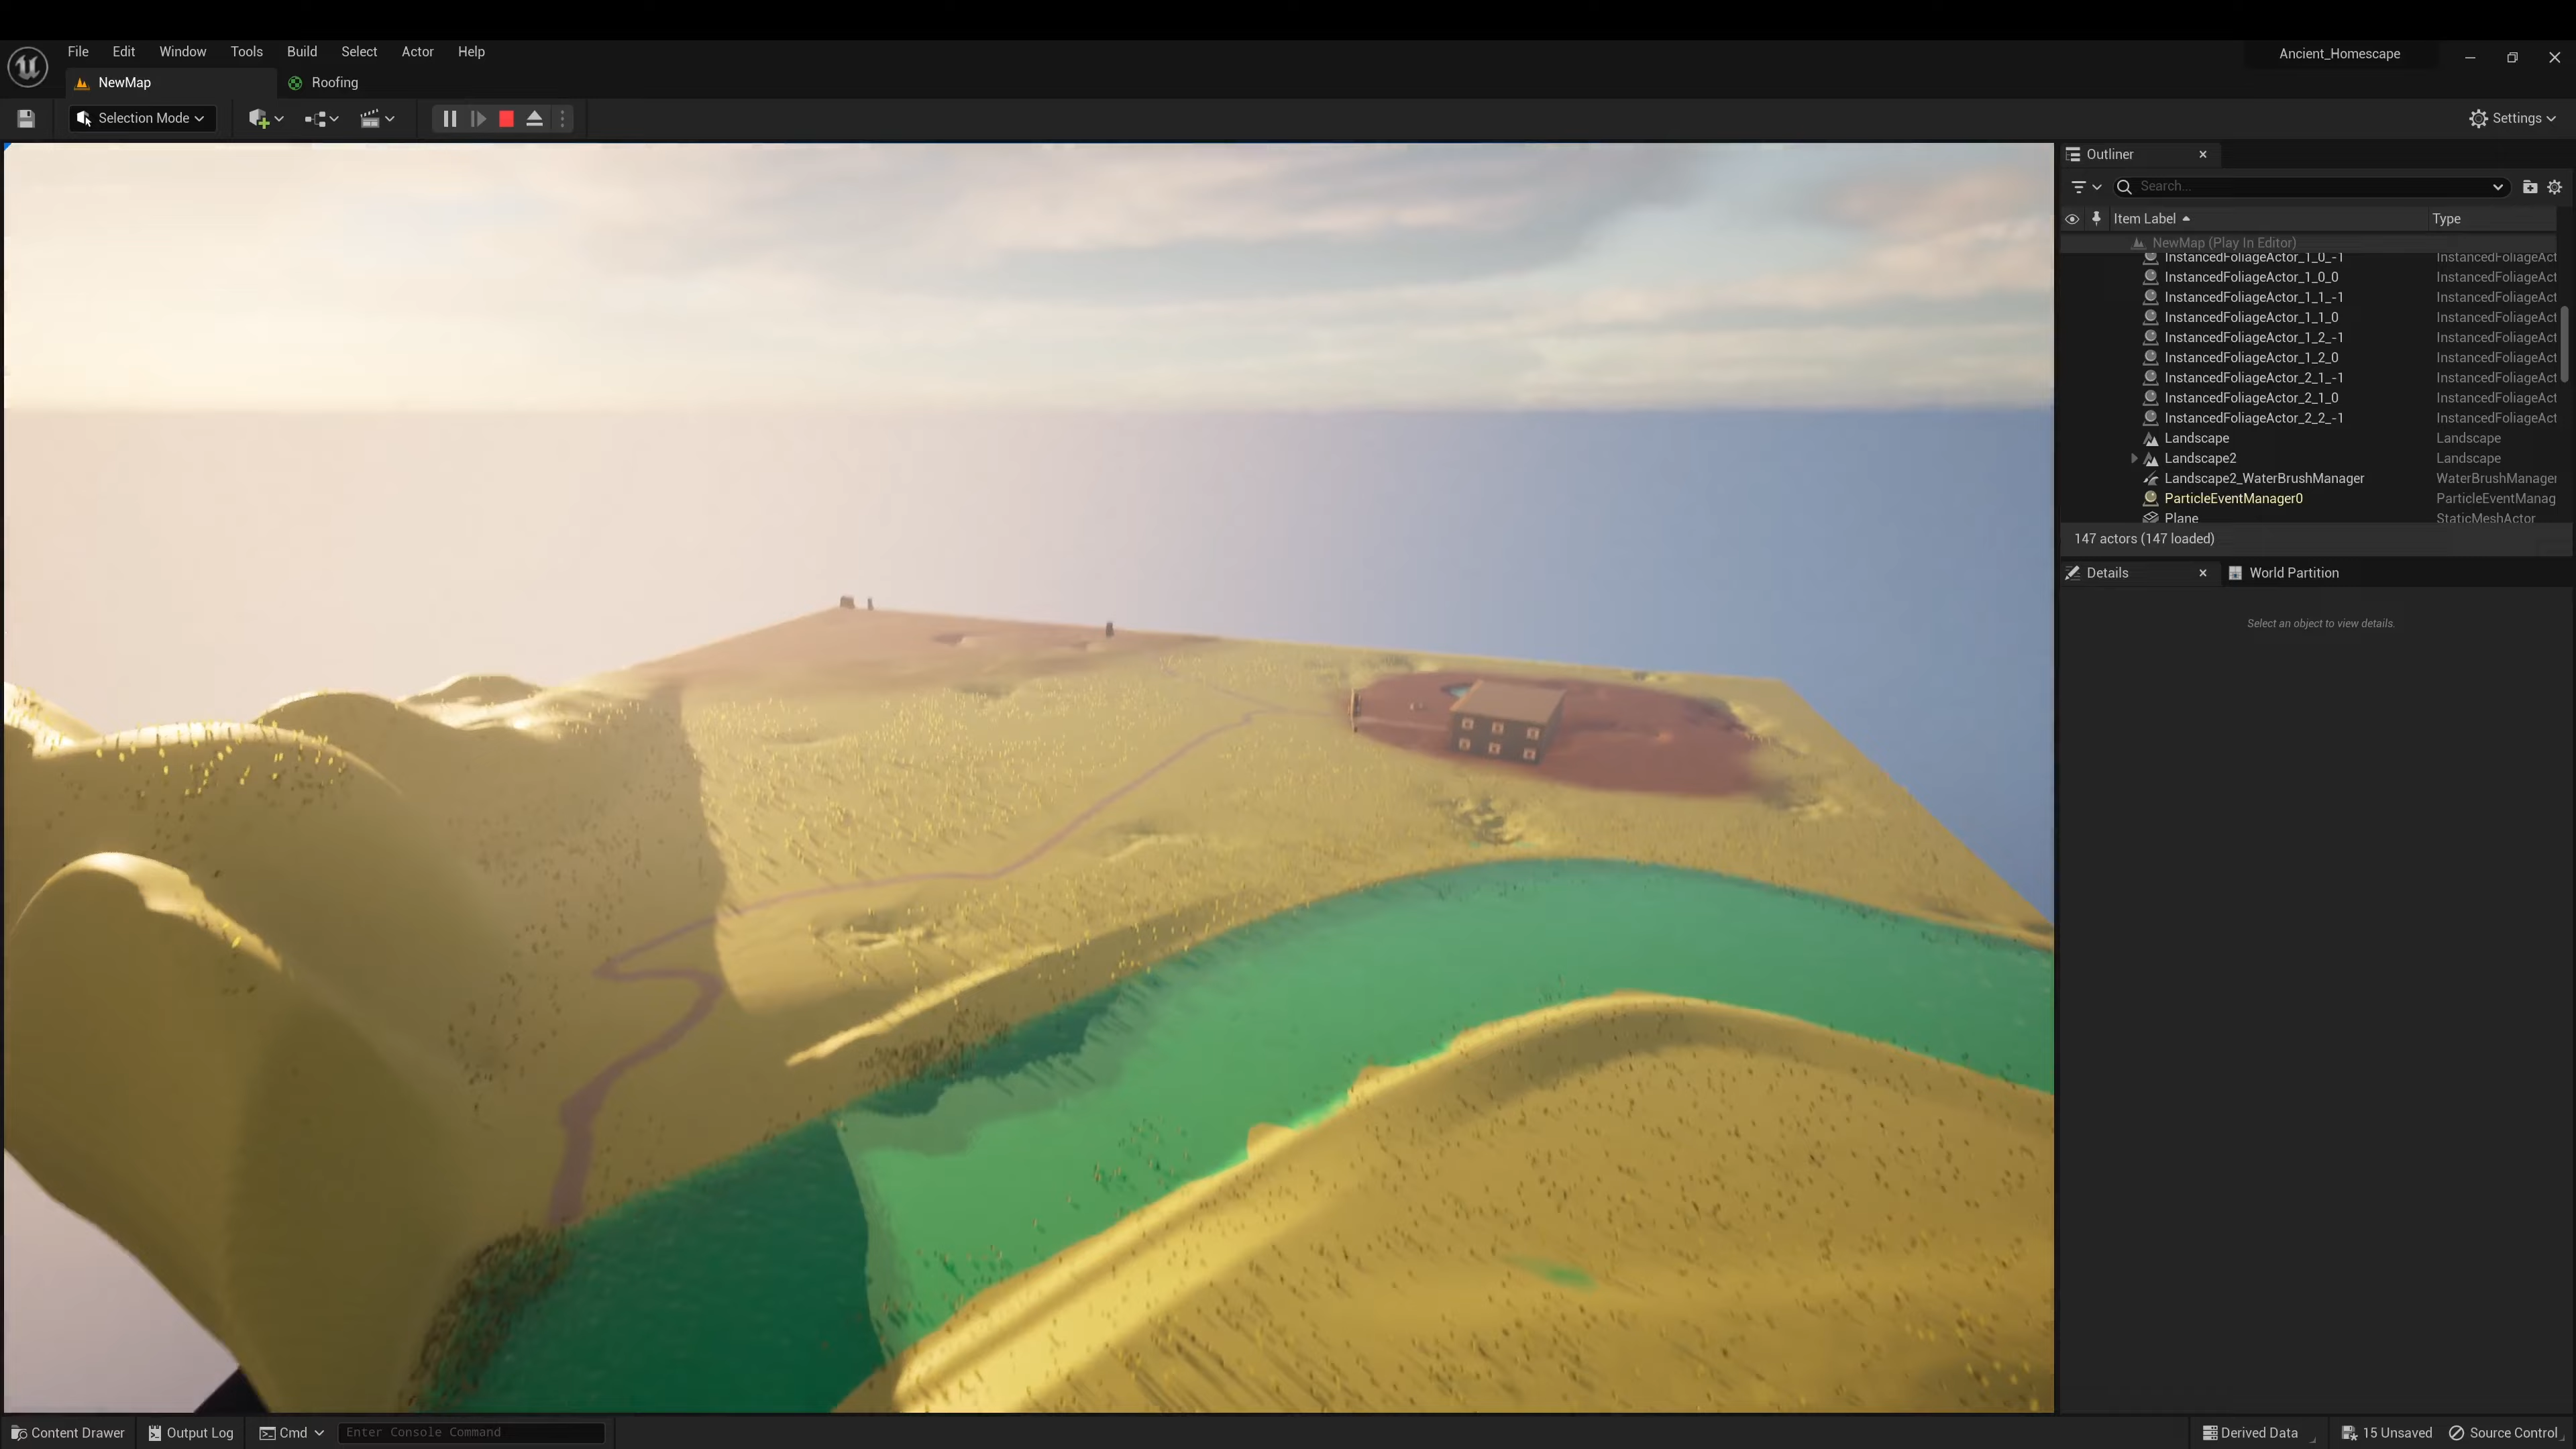 File Edit Window Tools Build Select Actor Help
Ancient_Homescape
NewMap
Roofing
Selection Mode
Settings
Outliner
Search...
Item Label
Type
NewMap (Play In Editor)
InstancedFoliageActor_1_0_-1 InstancedFoliageAct
InstancedFoliageActor_1_0_0 InstancedFoliageAct
InstancedFoliageActor_1_1_-1 InstancedFoliageAct
InstancedFoliageActor_1_1_0 InstancedFoliageAct
InstancedFoliageActor_1_2_-1 InstancedFoliageAct
InstancedFoliageActor_1_2_0 InstancedFoliageAct
InstancedFoliageActor_2_1_-1 InstancedFoliageAct
InstancedFoliageActor_2_1_0 InstancedFoliageAct
InstancedFoliageActor_2_2_-1 InstancedFoliageAct
Landscape Landscape
Landscape2 Landscape
Landscape2_WaterBrushManager WaterBrushManager
ParticleEventManager0 ParticleEventManag
Plane StaticMeshActor
147 actors (147 loaded)
Details
World Partition
Select an object to view details.
Content Drawer
Output Log
Cmd
Enter Console Command
Derived Data
15 Unsaved
Source Control